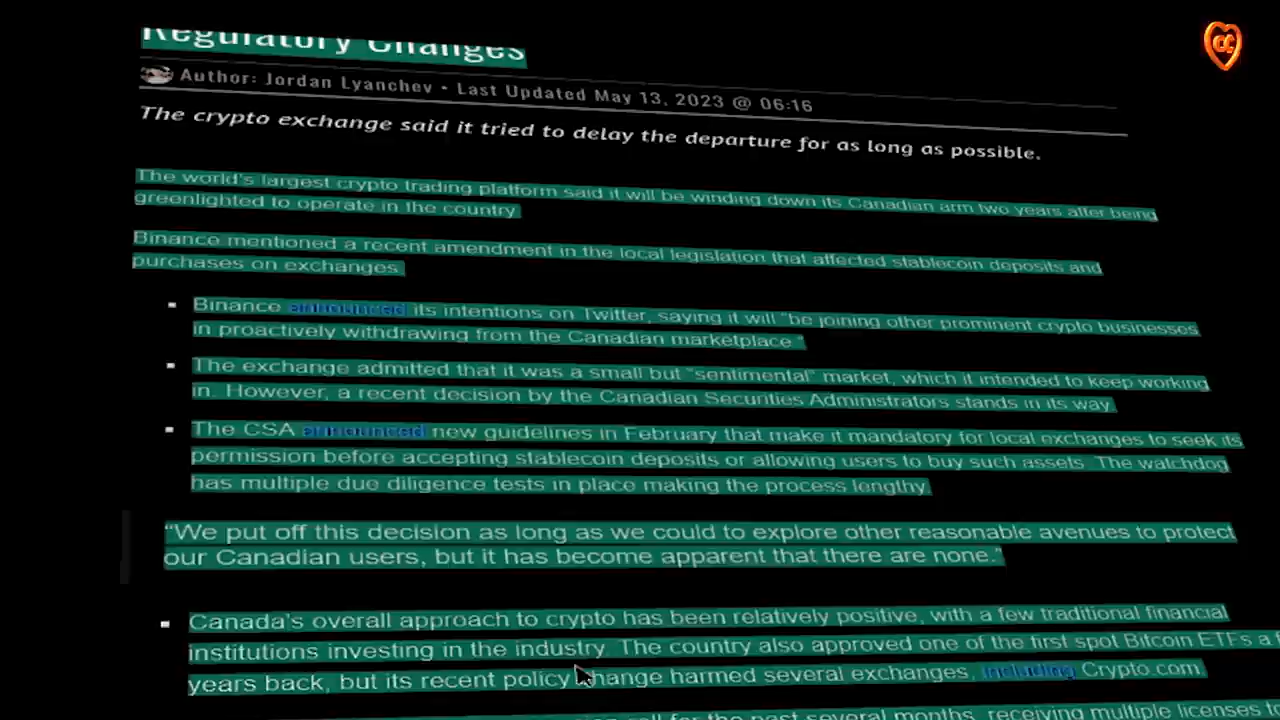 Regulatory Changes
Author: Jordan Lyanchev • Last Updated May 13, 2023 @ 06:16
The crypto exchange said it tried to delay the departure for as long as possible.
The world's largest crypto trading platform said it will be winding down its Canadian arm two years after being
greenlighted to operate in the country.
Binance mentioned a recent amendment in the local legislation that affected stablecoin deposits and
purchases on exchanges.
Binance announced its intentions on Twitter, saying it will "be joining other prominent crypto businesses
in proactively withdrawing from the Canadian marketplace."
The exchange admitted that it was a small but "sentimental" market, which it intended to keep working
in. However, a recent decision by the Canadian Securities Administrators stands in its way.
The CSA announced new guidelines in February that make it mandatory for local exchanges to seek its
permission before accepting stablecoin deposits or allowing users to buy such assets. The watchdog
has multiple due diligence tests in place making the process lengthy.
“We put off this decision as long as we could to explore other reasonable avenues to protect
our Canadian users, but it has become apparent that there are none.”
Canada's overall approach to crypto has been relatively positive, with a few traditional financial
institutions investing in the industry. The country also approved one of the first spot Bitcoin ETFs a
years back, but its recent policy change harmed several exchanges, including Crypto.com.
for the past several months, receiving multiple licenses